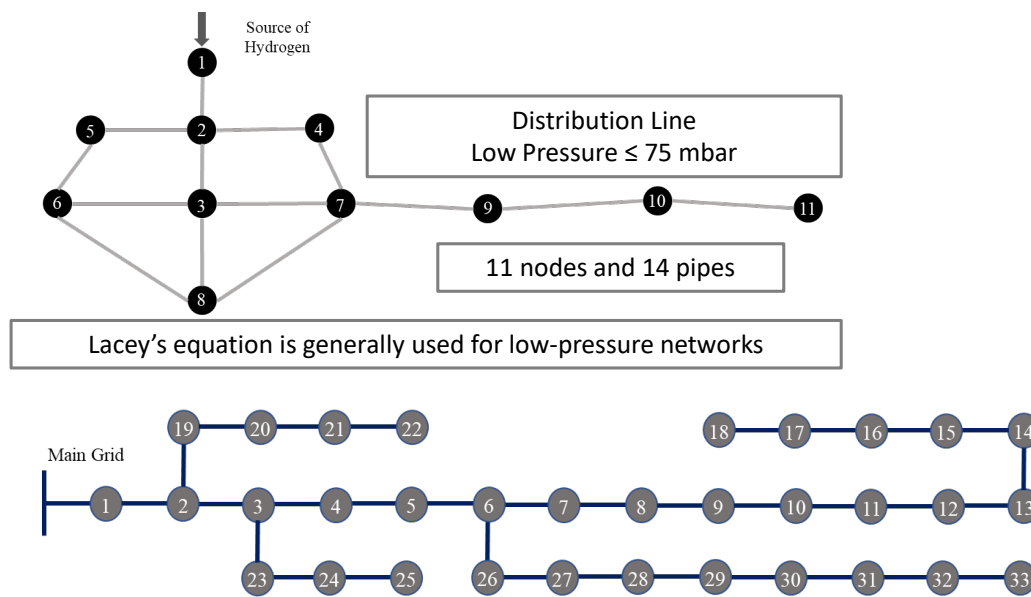 Source of
Hydrogen
1
5
2
4
Distribution Line
Low Pressure ≤ 75 mbar
6
3
7
9
10
11
11 nodes and 14 pipes
8
Lacey's equation is generally used for low-pressure networks
19 20 21 22
18 17 16 15 14
Main Grid
1 2 3 4 5 6 7 8 9 10 11 12 13
23 24 25
26 27 28 29 30 31 32 33